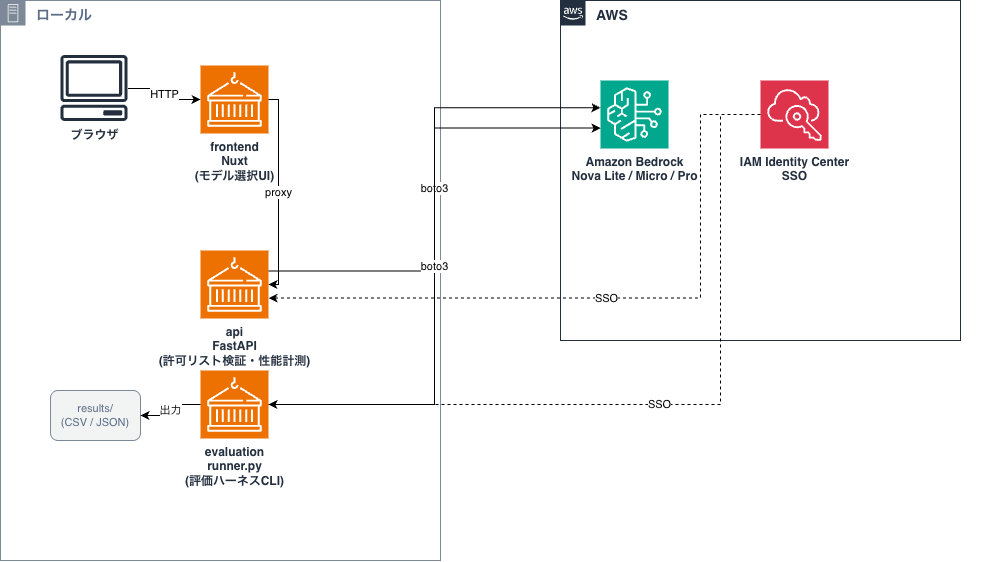 ローカル
aws
AWS
HTTP
ブラウザ
frontend
Nuxt
(モデル選択UI)
proxy
boto3
Amazon Bedrock
Nova Lite / Micro / Pro
IAM Identity Center
SSO
boto3
SSO
api
FastAPI
(許可リスト検証・性能計測)
results/
(CSV / JSON)
出力
SSO
evaluation
runner.py
(評価ハーネスCLI)